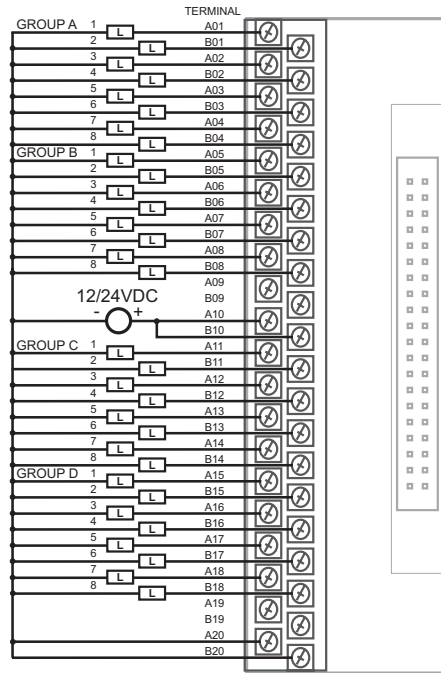 TERMINAL
GROUP A 1 L A01
2 L B01
3 L A02
4 L B02
5 L A03
6 L B03
7 L A04
8 L B04
GROUP B 1 L A05
2 L B05
3 L A06
4 L B06
5 L A07
6 L B07
7 L A08
8 L B08
A09
12/24VDC B09
- + A10
B10
GROUP C 1 L A11
2 L B11
3 L A12
4 L B12
5 L A13
6 L B13
7 L A14
8 L B14
GROUP D 1 L A15
2 L B15
3 L A16
4 L B16
5 L A17
6 L B17
7 L A18
8 L B18
A19
B19
A20
B20